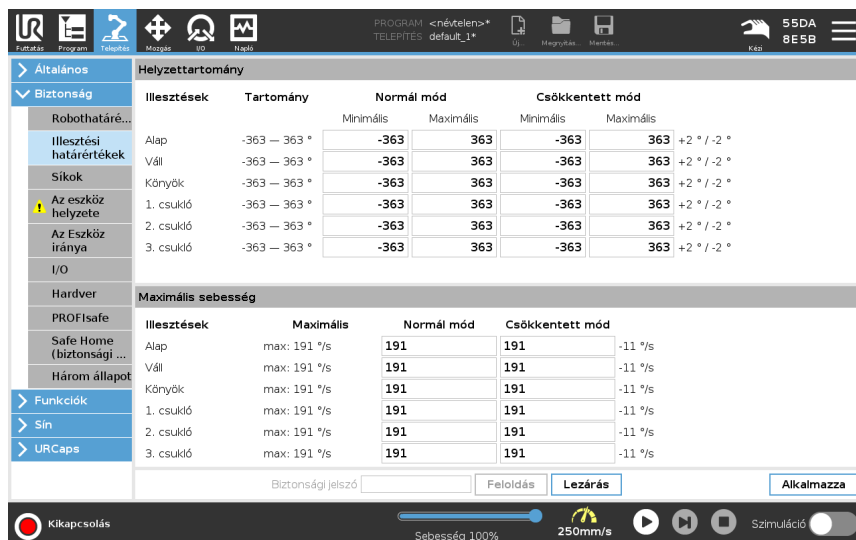 PROGRAM <névtelen>*
TELEPÍTÉS default_1*
55DA
8E5B
Futtatás Program Telepítés Mozgás I/O Napló Új... Megnyitás... Mentés... Kézi
Általános
Biztonság
Robothatáré...
Illesztési
határértékek
Síkok
Az eszköz
helyzete
Az Eszköz
iránya
I/O
Hardver
PROFIsafe
Safe Home
(biztonsági ...
Három állapot
Funkciók
Sín
URCaps
Helyzettartomány
Illesztések Tartomány Normál mód Csökkentett mód
Minimális Maximális Minimális Maximális
Alap -363 — 363 ° -363 363 -363 363 +2 ° / -2 °
Váll -363 — 363 ° -363 363 -363 363 +2 ° / -2 °
Könyök -363 — 363 ° -363 363 -363 363 +2 ° / -2 °
1. csukló -363 — 363 ° -363 363 -363 363 +2 ° / -2 °
2. csukló -363 — 363 ° -363 363 -363 363 +2 ° / -2 °
3. csukló -363 — 363 ° -363 363 -363 363 +2 ° / -2 °
Maximális sebesség
Illesztések Maximális Normál mód Csökkentett mód
Alap max: 191 °/s 191 191 -11 °/s
Váll max: 191 °/s 191 191 -11 °/s
Könyök max: 191 °/s 191 191 -11 °/s
1. csukló max: 191 °/s 191 191 -11 °/s
2. csukló max: 191 °/s 191 191 -11 °/s
3. csukló max: 191 °/s 191 191 -11 °/s
Biztonsági jelszó Feloldás Lezárás Alkalmazza
Kikapcsolás Sebesség 100% 250mm/s Szimuláció